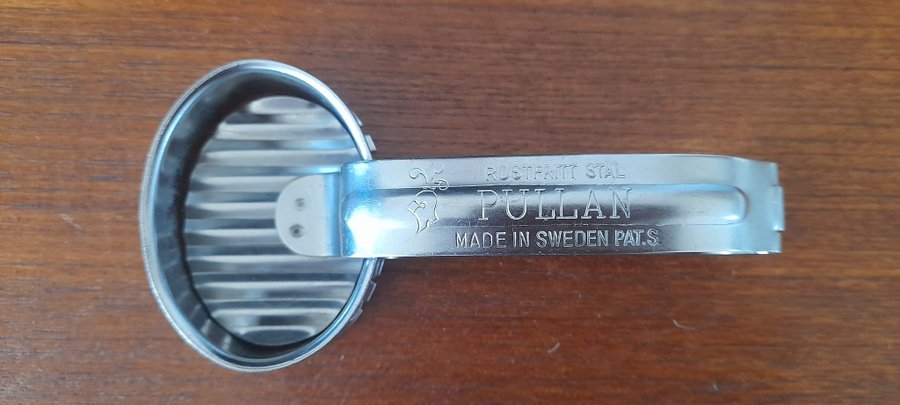 ROSTFRITT STÅL
PULLAN
MADE IN SWEDEN PAT.S.